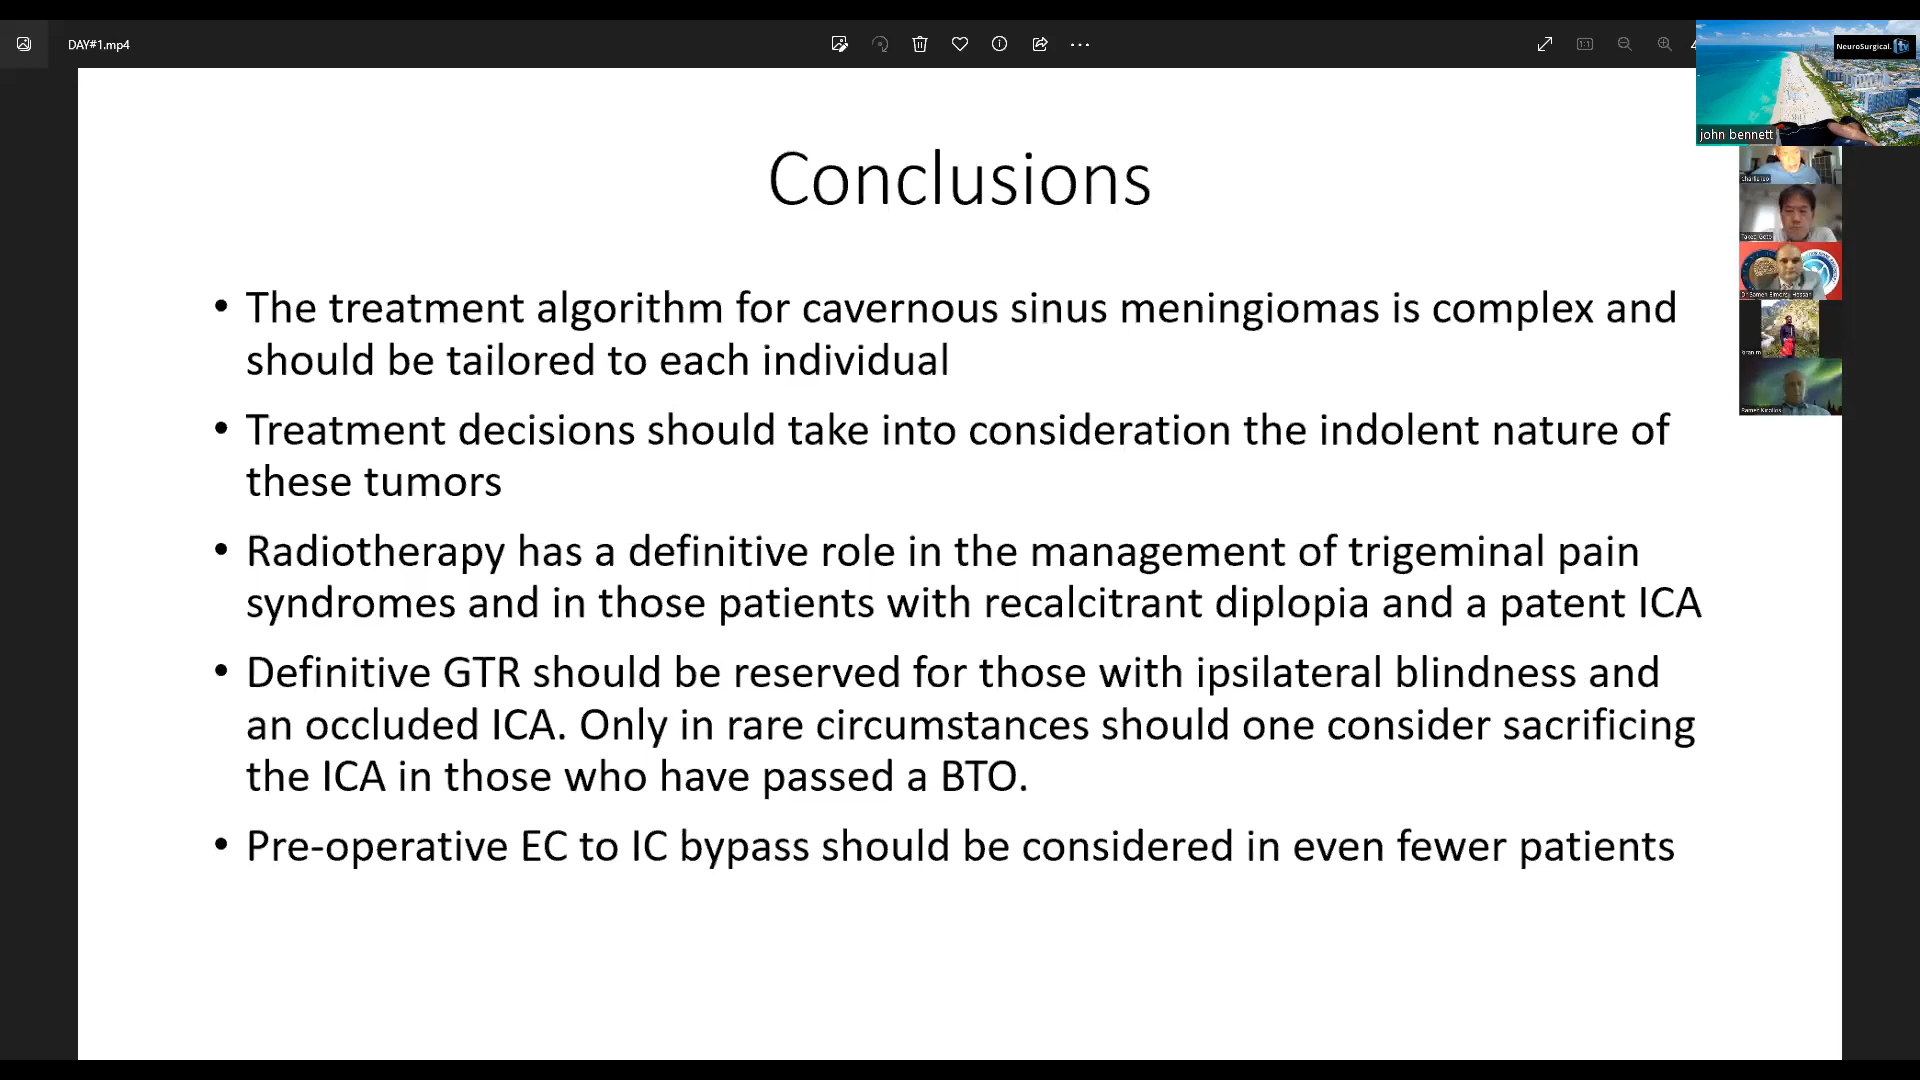 DAY#1.mp4
NeuroSurgical.tv
john bennett
Conclusions
• The treatment algorithm for cavernous sinus meningiomas is complex and
should be tailored to each individual
• Treatment decisions should take into consideration the indolent nature of
these tumors
• Radiotherapy has a definitive role in the management of trigeminal pain
syndromes and in those patients with recalcitrant diplopia and a patent ICA
• Definitive GTR should be reserved for those with ipsilateral blindness and
an occluded ICA. Only in rare circumstances should one consider sacrificing
the ICA in those who have passed a BTO.
• Pre-operative EC to IC bypass should be considered in even fewer patients